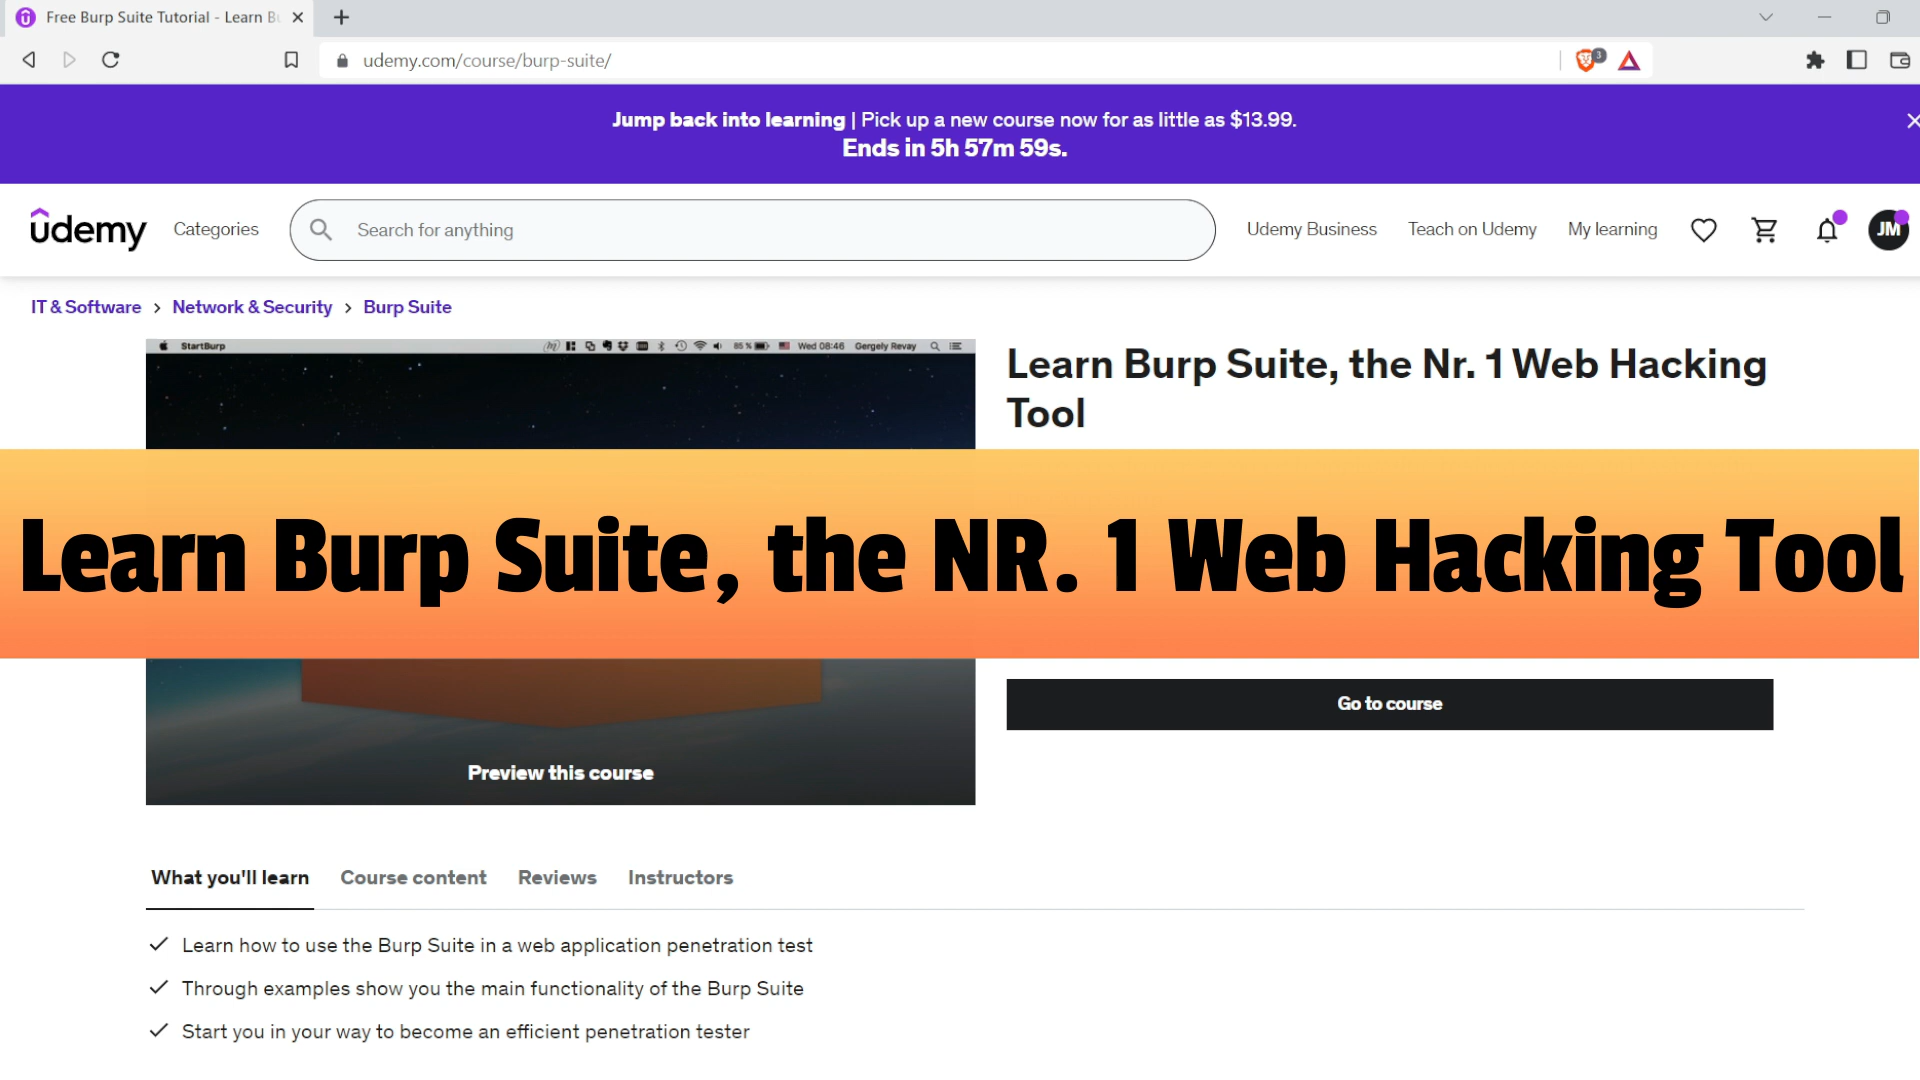 Free Burp Suite Tutorial - Learn
udemy.com/course/burp-suite/
3
Jump back into learning | Pick up a new course now for as little as $13.99.
Ends in 5h 57m 59s.
udemy
Categories
Search for anything
Udemy Business
Teach on Udemy
My learning
JM
IT & Software > Network & Security > Burp Suite
StartBurp
85 %
Wed 08:46
Gergely Revay
Learn Burp Suite, the Nr. 1 Web Hacking
Tool
Learn Burp Suite, the NR. 1 Web Hacking Tool
Go to course
Preview this course
What you'll learn
Course content
Reviews
Instructors
Learn how to use the Burp Suite in a web application penetration test
Through examples show you the main functionality of the Burp Suite
Start you in your way to become an efficient penetration tester